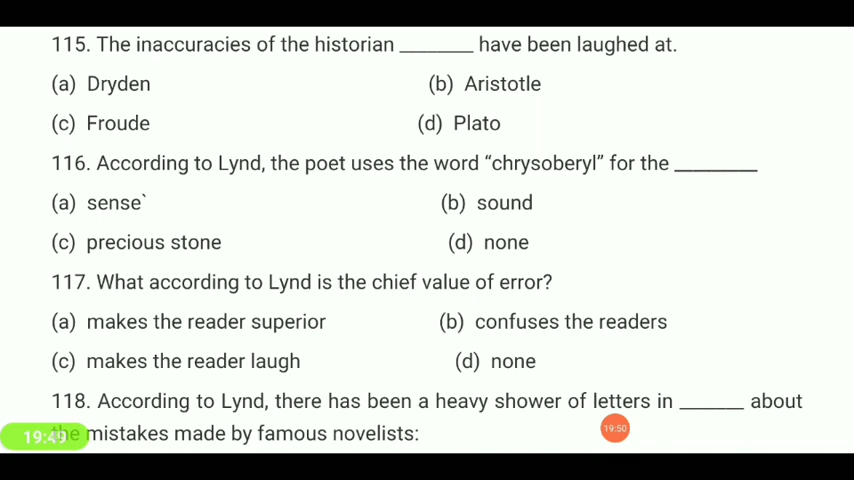 115. The inaccuracies of the historian _______ have been laughed at.
(a) Dryden (b) Aristotle
(c) Froude (d) Plato
116. According to Lynd, the poet uses the word “chrysoberyl” for the ________
(a) sense` (b) sound
(c) precious stone (d) none
117. What according to Lynd is the chief value of error?
(a) makes the reader superior (b) confuses the readers
(c) makes the reader laugh (d) none
118. According to Lynd, there has been a heavy shower of letters in ______ about
the mistakes made by famous novelists:
19:49
19:50